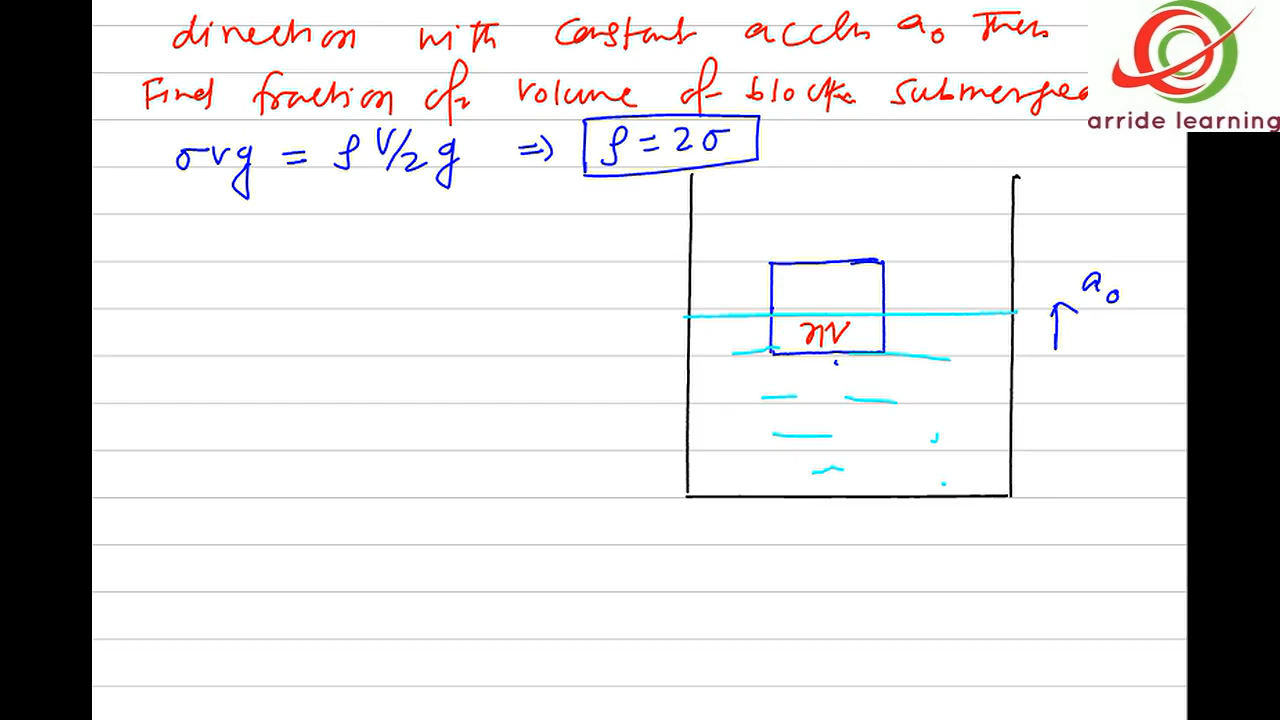 direction with constant accln a₀ then
Find fraction of volume of block submerged
arride learning
σvg = ρ V/2 g ⇒ ρ = 2σ
a₀
ηV